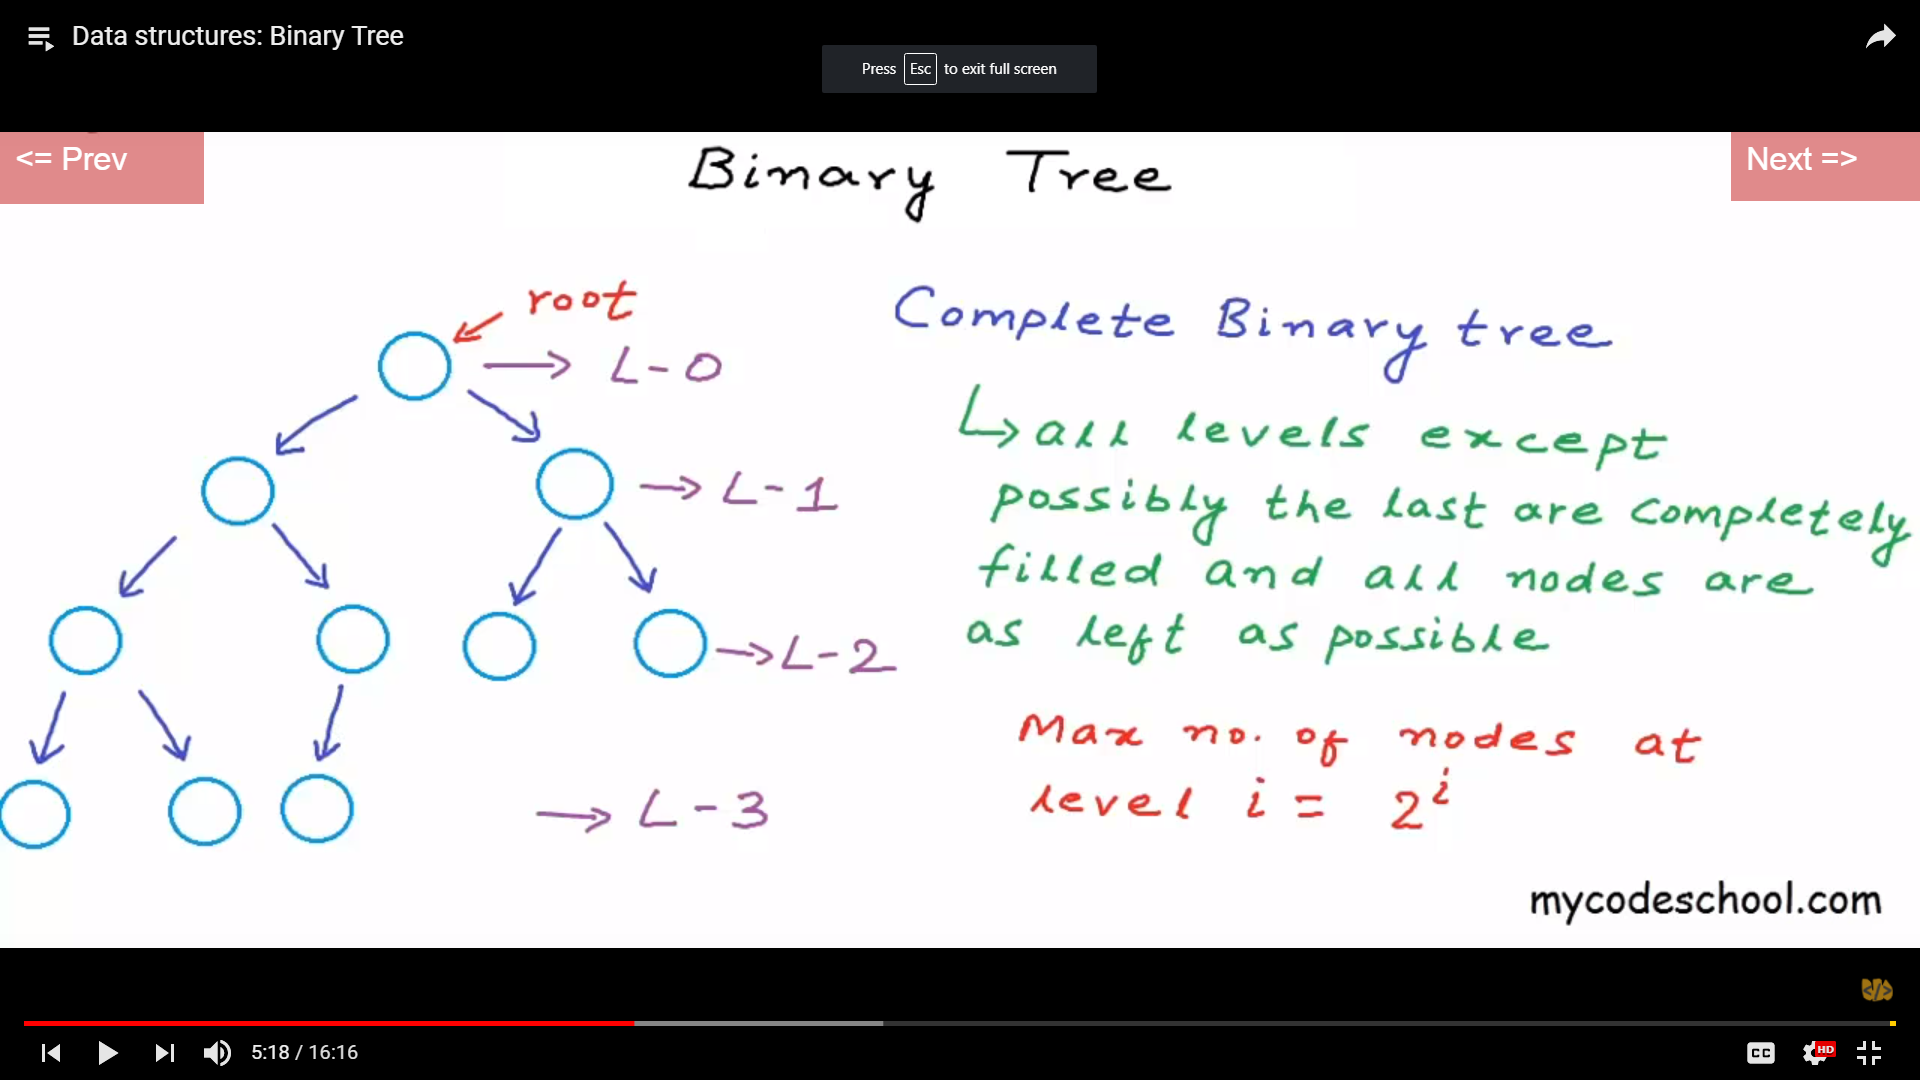 Data structures: Binary Tree
Press Esc to exit full screen
<= Prev
Next =>
Binary Tree
root
L-0
L-1
L-2
L-3
Complete Binary tree
all levels except
possibly the last are completely
filled and all nodes are
as left as possible
Max no. of nodes at
level i = 2^i
mycodeschool.com
</>
5:18 / 16:16
CC
HD